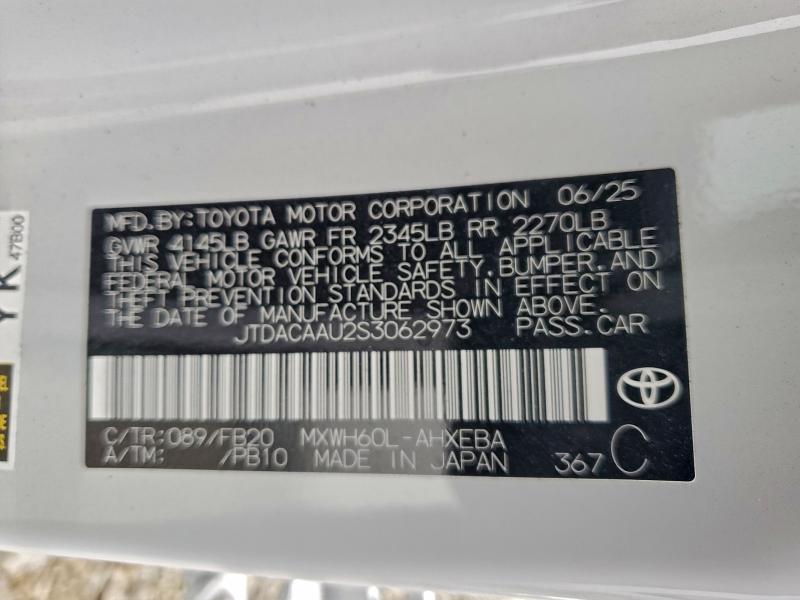 MFD.BY:TOYOTA MOTOR CORPORATION 06/25
GVWR 4145LB GAWR FR 2345LB RR 2270LB
THIS VEHICLE CONFORMS TO ALL APPLICABLE
FEDERAL MOTOR VEHICLE SAFETY,BUMPER,AND
THEFT PREVENTION STANDARDS IN EFFECT ON
THE DATE OF MANUFACTURE SHOWN ABOVE.
JTDACAAU2S3062973 PASS.CAR
C/TR:089/FB20 MXWH60L-AHXEBA
A/TM: /PB10 MADE IN JAPAN 367 C
YK
47B00